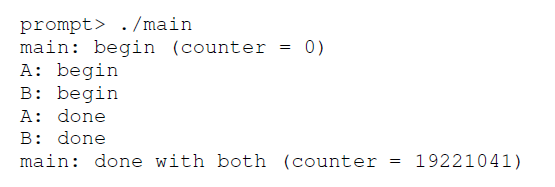 prompt> ./main
main: begin (counter = 0)
A: begin
B: begin
A: done
B: done
main: done with both (counter = 19221041)